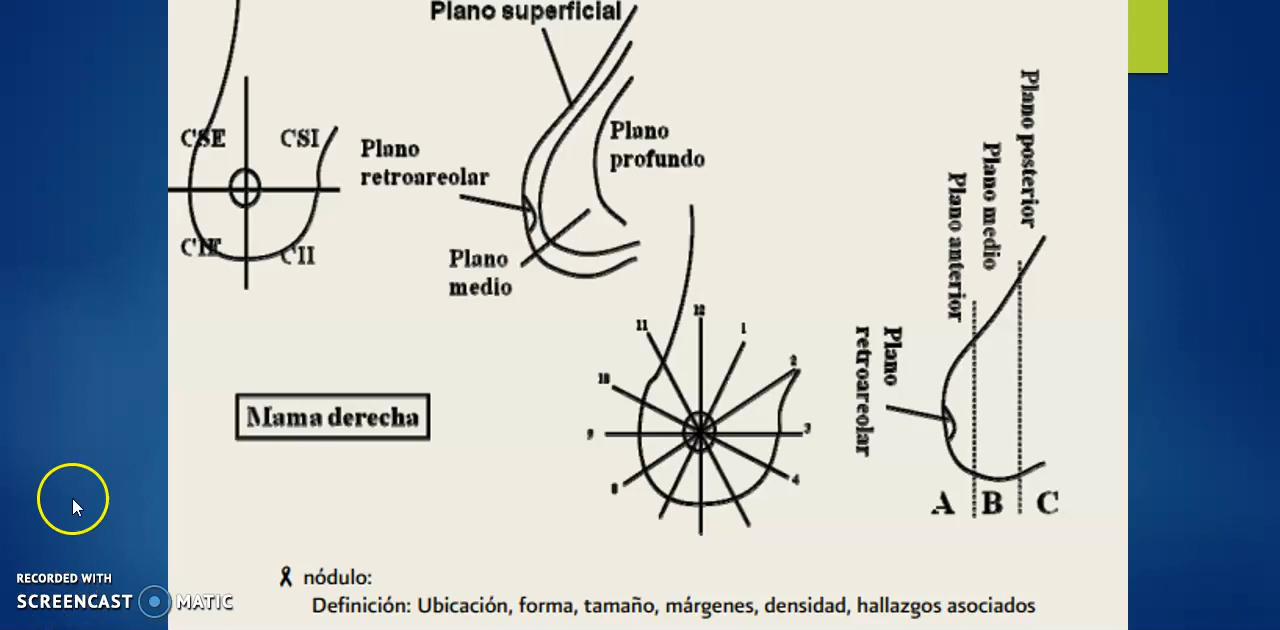 Plano superficial
CSE
CSI
CIE
CII
Plano
retroareolar
Plano
profundo
Plano
medio
Plano posterior
Plano medio
Plano anterior
Plano
retroareolar
12
11
1
10
2
9
3
8
4
A B C
Mama derecha
nódulo:
Definición: Ubicación, forma, tamaño, márgenes, densidad, hallazgos asociados
RECORDED WITH
SCREENCAST MATIC